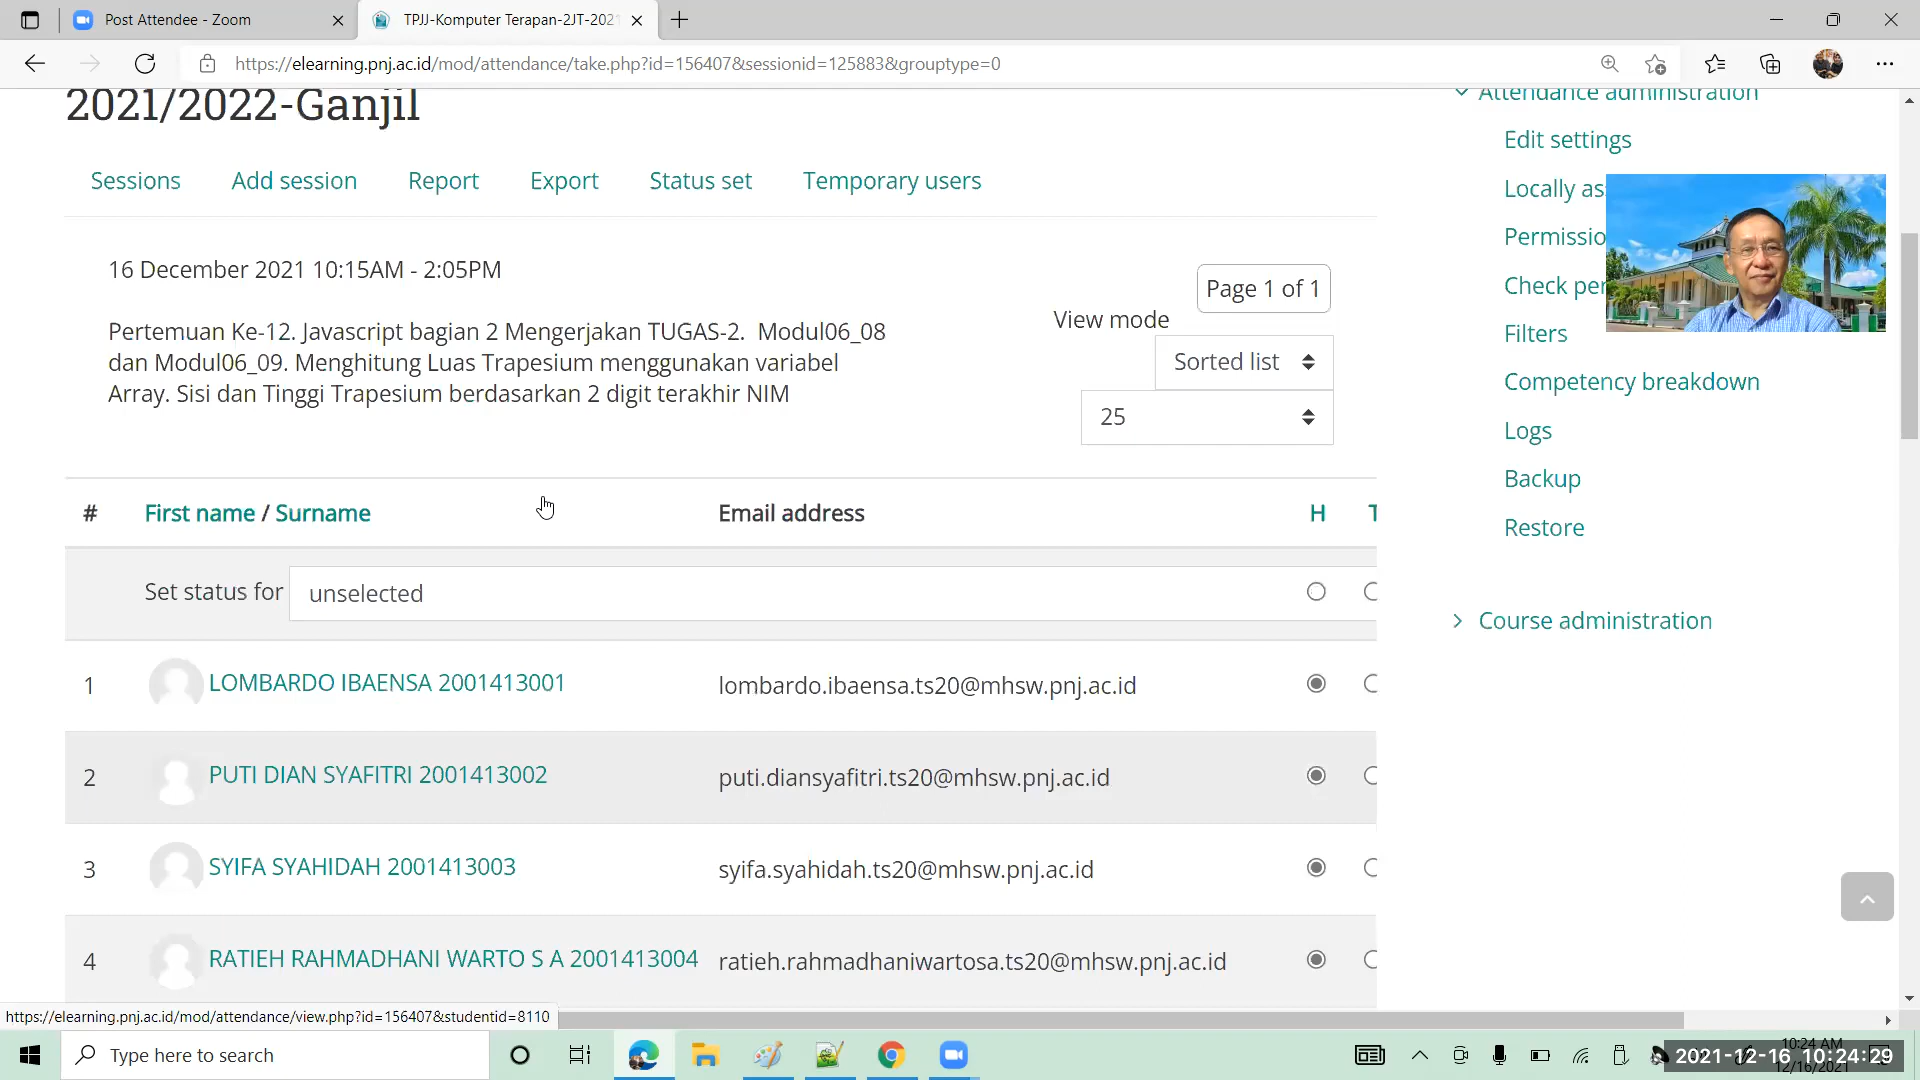 Post Attendee - Zoom
TPJJ-Komputer Terapan-2JT-2021
https://elearning.pnj.ac.id/mod/attendance/take.php?id=156407&sessionid=125883&grouptype=0
2021/2022-Ganjil
Sessions Add session Report Export Status set Temporary users
16 December 2021 10:15AM - 2:05PM
Pertemuan Ke-12. Javascript bagian 2 Mengerjakan TUGAS-2. Modul06_08
dan Modul06_09. Menghitung Luas Trapesium menggunakan variabel
Array. Sisi dan Tinggi Trapesium berdasarkan 2 digit terakhir NIM
Page 1 of 1
View mode
Sorted list
25
# First name / Surname Email address H T
Set status for unselected
1 LOMBARDO IBAENSA 2001413001 lombardo.ibaensa.ts20@mhsw.pnj.ac.id
2 PUTI DIAN SYAFITRI 2001413002 puti.diansyafitri.ts20@mhsw.pnj.ac.id
3 SYIFA SYAHIDAH 2001413003 syifa.syahidah.ts20@mhsw.pnj.ac.id
4 RATIEH RAHMADHANI WARTO S A 2001413004 ratieh.rahmadhaniwartosa.ts20@mhsw.pnj.ac.id
Attendance administration
Edit settings
Locally as
Permissio
Check per
Filters
Competency breakdown
Logs
Backup
Restore
Course administration
https://elearning.pnj.ac.id/mod/attendance/view.php?id=156407&studentid=8110
Type here to search
10:24 AM
2021-12-16 10:24:29
12/16/2021